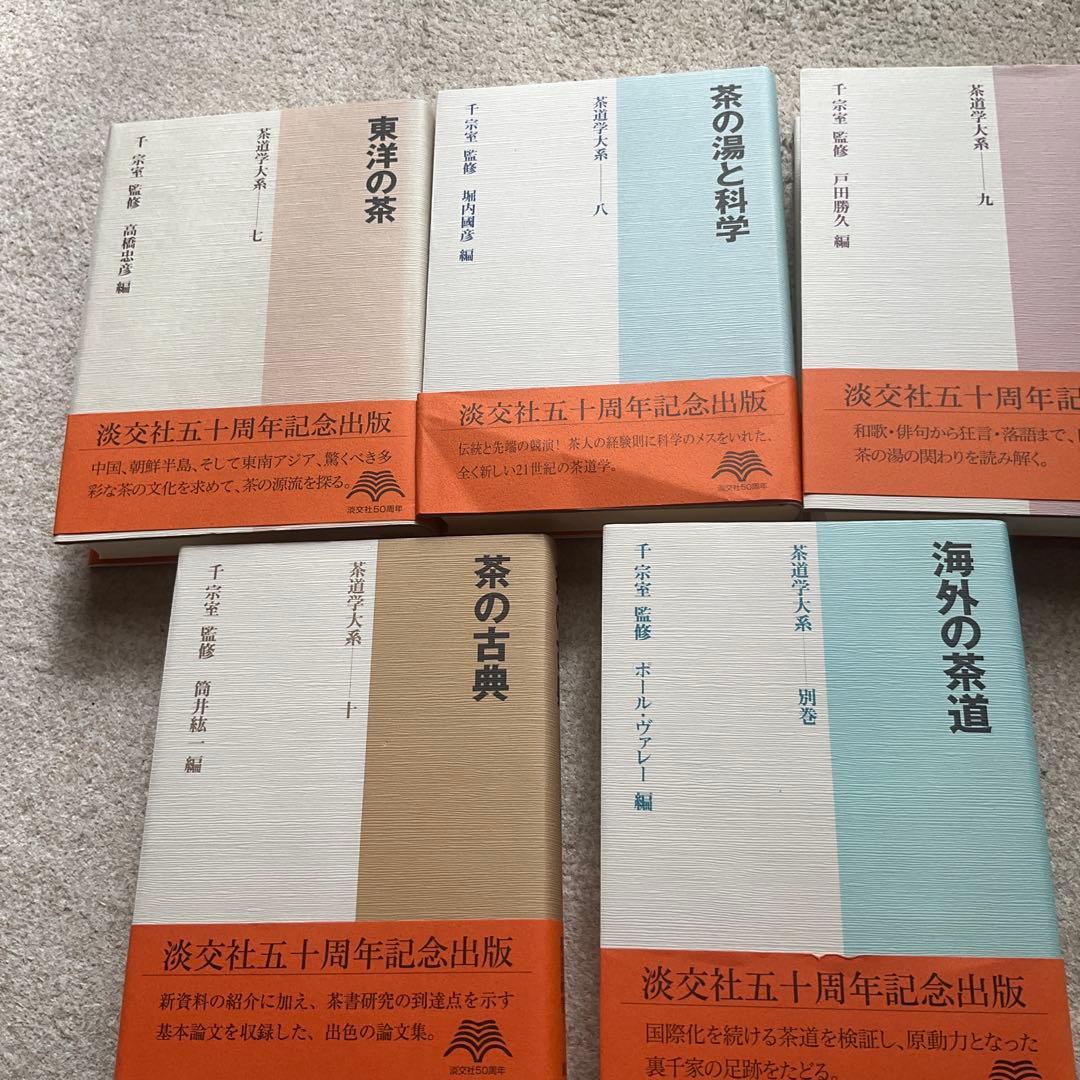 東洋の茶
茶道学大系――七
千 宗室 監修 高橋忠彦 編
淡交社五十周年記念出版
中国、朝鮮半島、そして東南アジア、驚くべき多
彩な茶の文化を求めて、茶の源流を探る。
淡交社50周年
茶の湯と科学
茶道学大系――八
千 宗室 監修 堀内國彦 編
淡交社五十周年記念出版
伝統と先端の競演! 茶人の経験則に科学のメスをいれた、
全く新しい21世紀の茶道学。
淡交社50周年
茶道学大系――九
千 宗室 監修 戸田勝久 編
淡交社五十周年記
和歌・俳句から狂言・落語まで、
茶の湯の関わりを読み解く。
茶の古典
茶道学大系――十
千 宗室 監修 筒井紘一 編
淡交社五十周年記念出版
新資料の紹介に加え、茶書研究の到達点を示す
基本論文を収録した、出色の論文集。
淡交社50周年
海外の茶道
茶道学大系――別巻
千 宗室 監修 ポール・ヴァレー 編
淡交社五十周年記念出版
国際化を続ける茶道を検証し、原動力となった
裏千家の足跡をたどる。